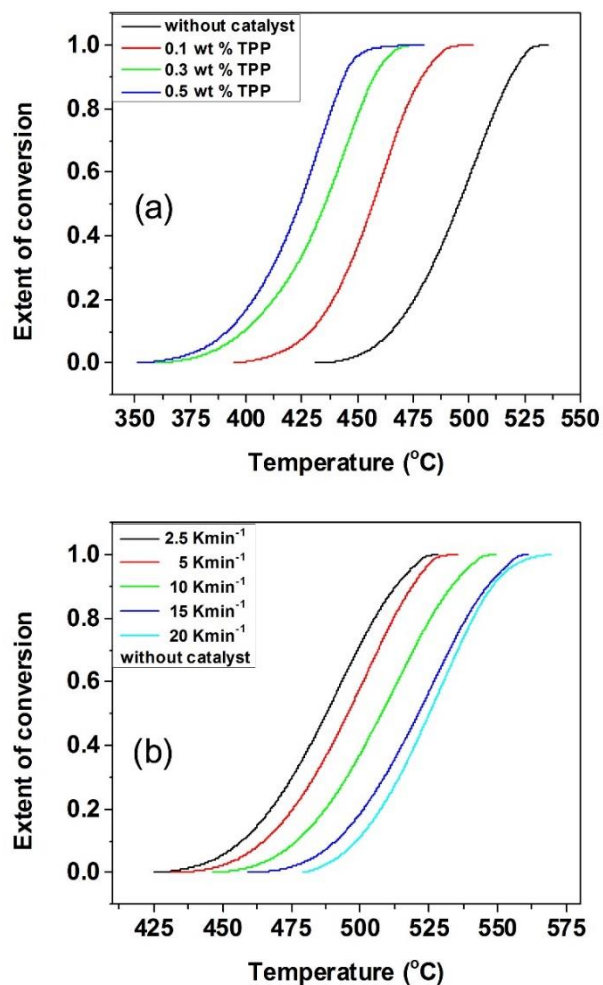 without catalyst
0.1 wt % TPP
0.3 wt % TPP
0.5 wt % TPP
(a)
Extent of conversion
1.0
0.8
0.6
0.4
0.2
0.0
350 375 400 425 450 475 500 525 550
Temperature (°C)
2.5 Kmin⁻¹
5 Kmin⁻¹
10 Kmin⁻¹
15 Kmin⁻¹
20 Kmin⁻¹
without catalyst
(b)
Extent of conversion
1.0
0.8
0.6
0.4
0.2
0.0
425 450 475 500 525 550 575
Temperature (°C)